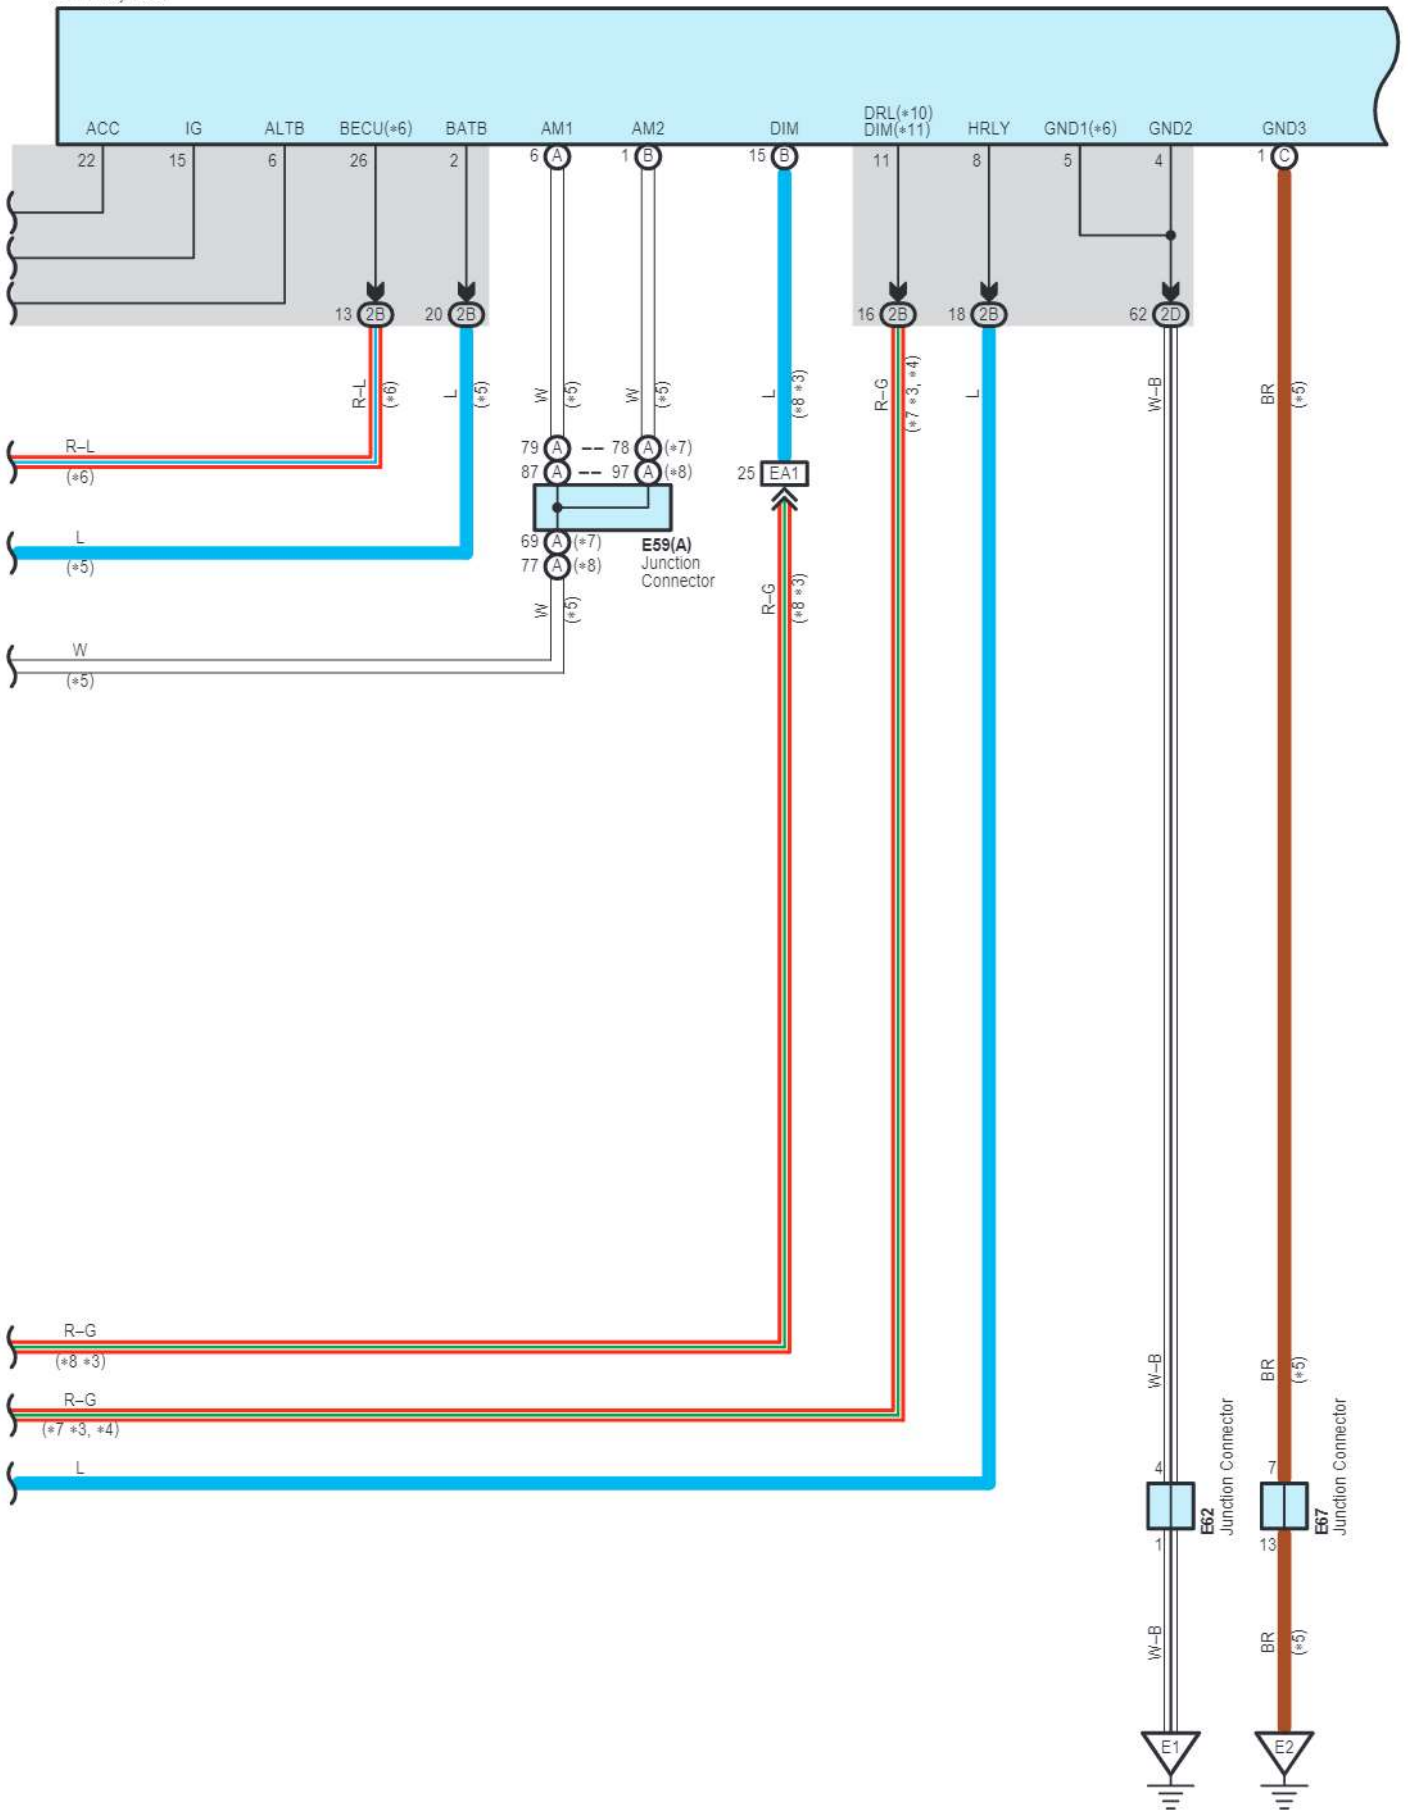 ACC IG ALTB BECU(∗6) BATB AM1 AM2 DIM DRL(∗10) DIM(∗11) HRLY GND1(∗6) GND2 GND3
22 15 6 26 2 6 A 1 B 15 B 11 8 5 4 1 C
13 2B 20 2B 16 2B 18 2B 62 2D
R–L (∗6)
L (∗5)
W (∗5)
W (∗5)
L (∗8 ∗3)
R–G (∗7 ∗3, ∗4)
L
W–B
BR (∗5)
R–L
(∗6)
79 A –– 78 A (∗7)
87 A –– 97 A (∗8)
25 EA1
L
(∗5)
69 A (∗7)
77 A (∗8)
E59(A)
Junction
Connector
W (∗5)
R–G (∗8 ∗3)
W
(∗5)
R–G
(∗8 ∗3)
W–B
BR (∗5)
R–G
(∗7 ∗3, ∗4)
L
4
7
E62
Junction Connector
E67
Junction Connector
1
13
W–B
BR (∗5)
E1
E2